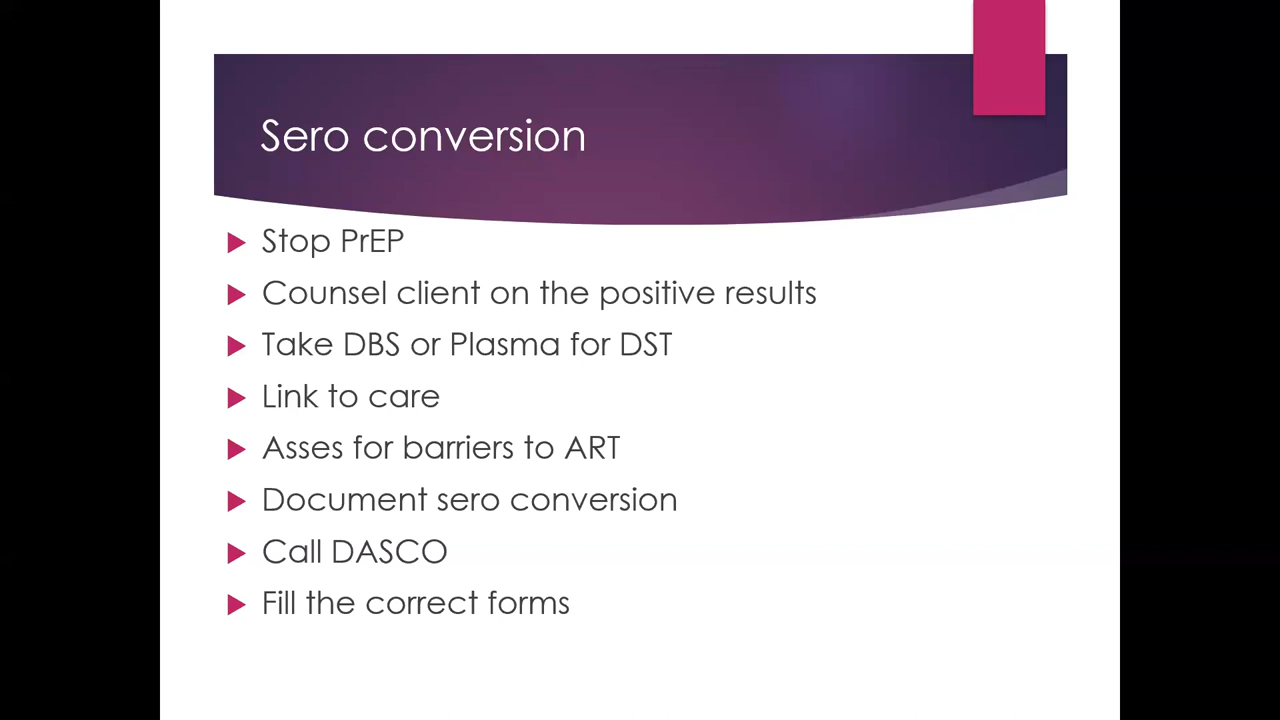 Sero conversion
Stop PrEP
Counsel client on the positive results
Take DBS or Plasma for DST
Link to care
Asses for barriers to ART
Document sero conversion
Call DASCO
Fill the correct forms